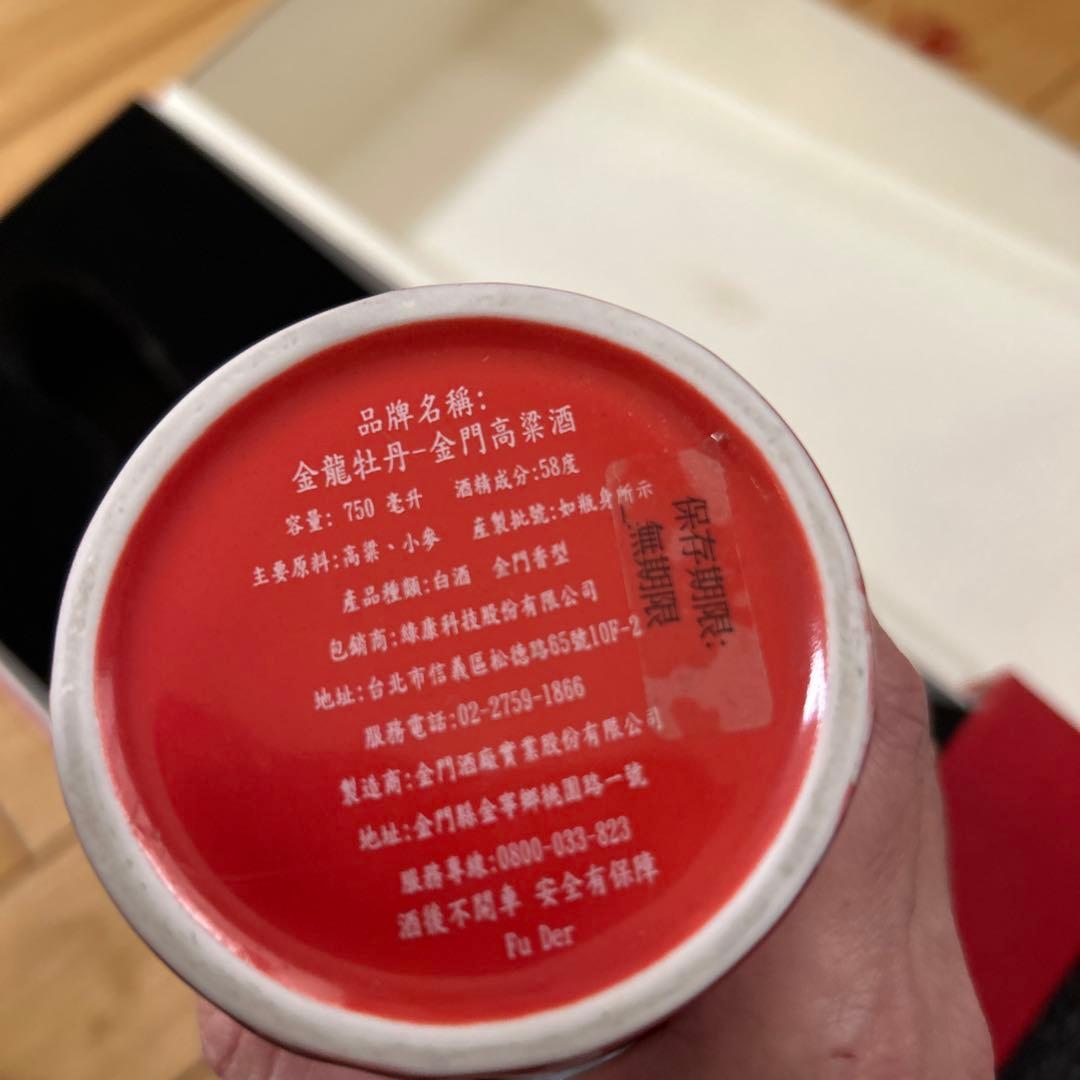 品牌名稱:
金龍牡丹-金門高粱酒
容量: 750 毫升 酒精成分:58度
主要原料:高粱、小麥 產製批號:如瓶身所示
產品種類:白酒 金門香型
包銷商:緣康科技股份有限公司
地址:台北市信義區松德路65號10F-2
服務電話:02-2759-1866
製造商:金門酒廠實業股份有限公司
地址:金門縣金寧鄉桃園路一號
服務專線:0800-033-823
酒後不開車 安全有保障
Fu Der
保存期限:
無期限